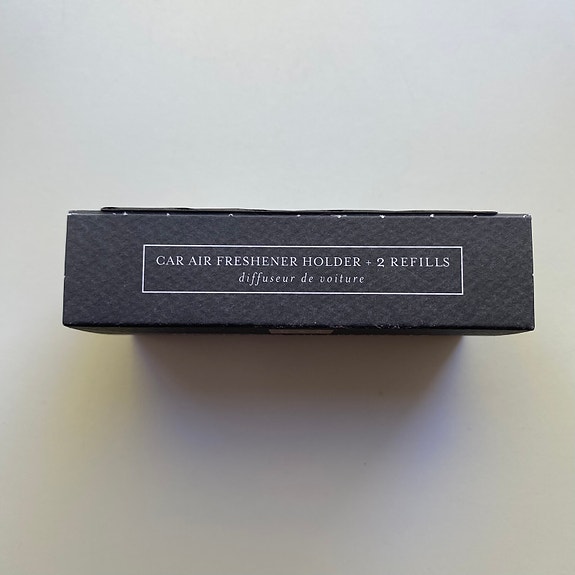 CAR AIR FRESHENER HOLDER + 2 REFILLS
diffuseur de voiture